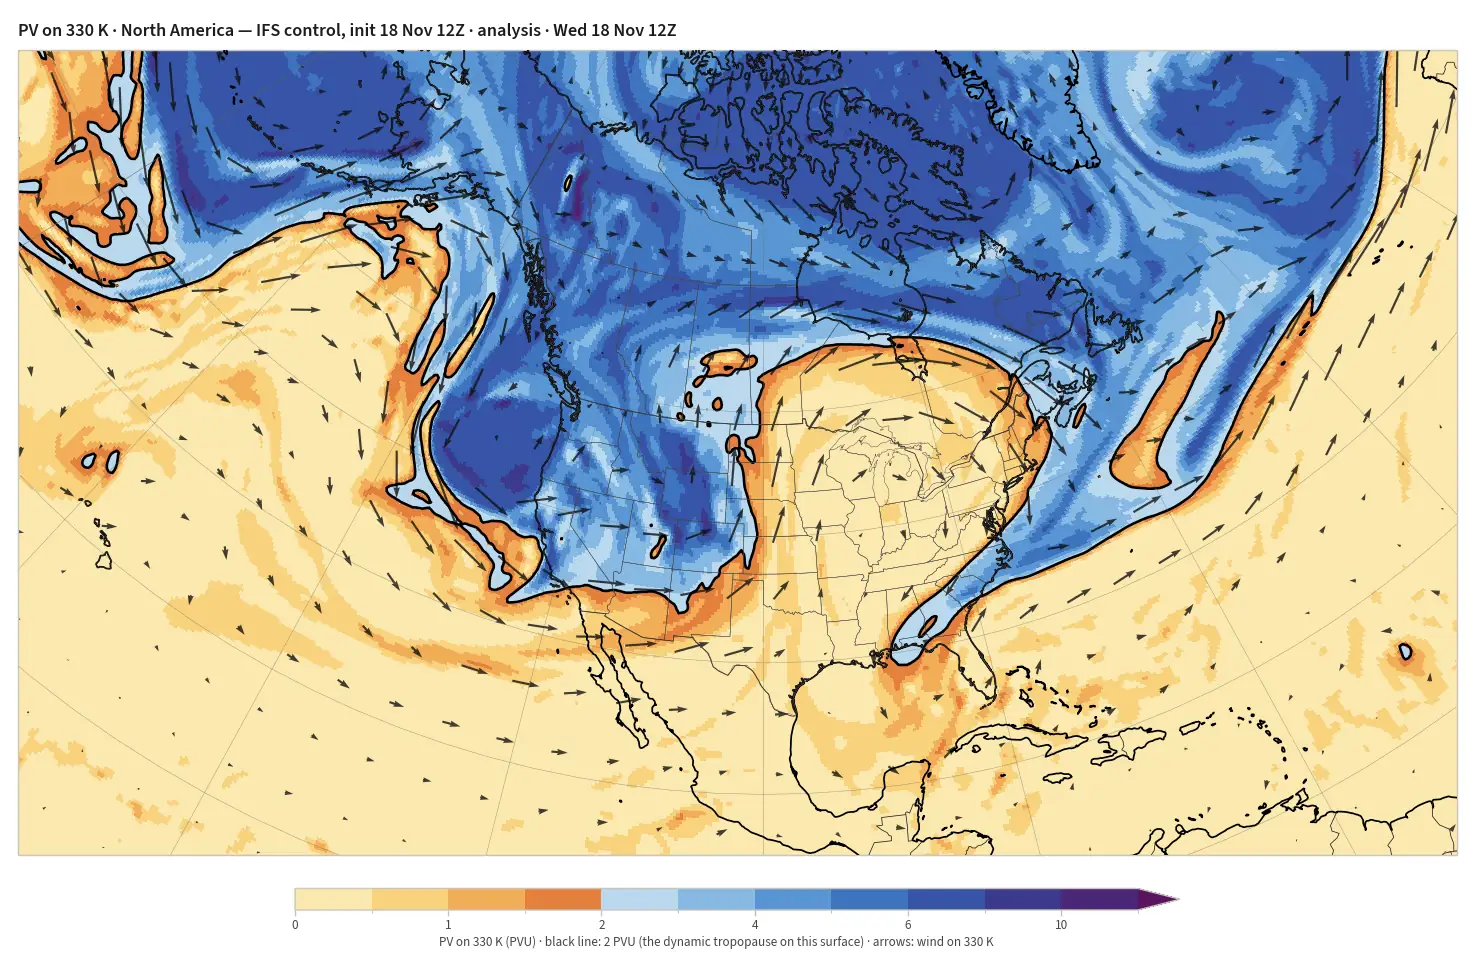 PV on 330 K · North America — IFS control, init 18 Nov 12Z · analysis · Wed 18 Nov 12Z
0 1 2 4 6 10
PV on 330 K (PVU) · black line: 2 PVU (the dynamic tropopause on this surface) · arrows: wind on 330 K